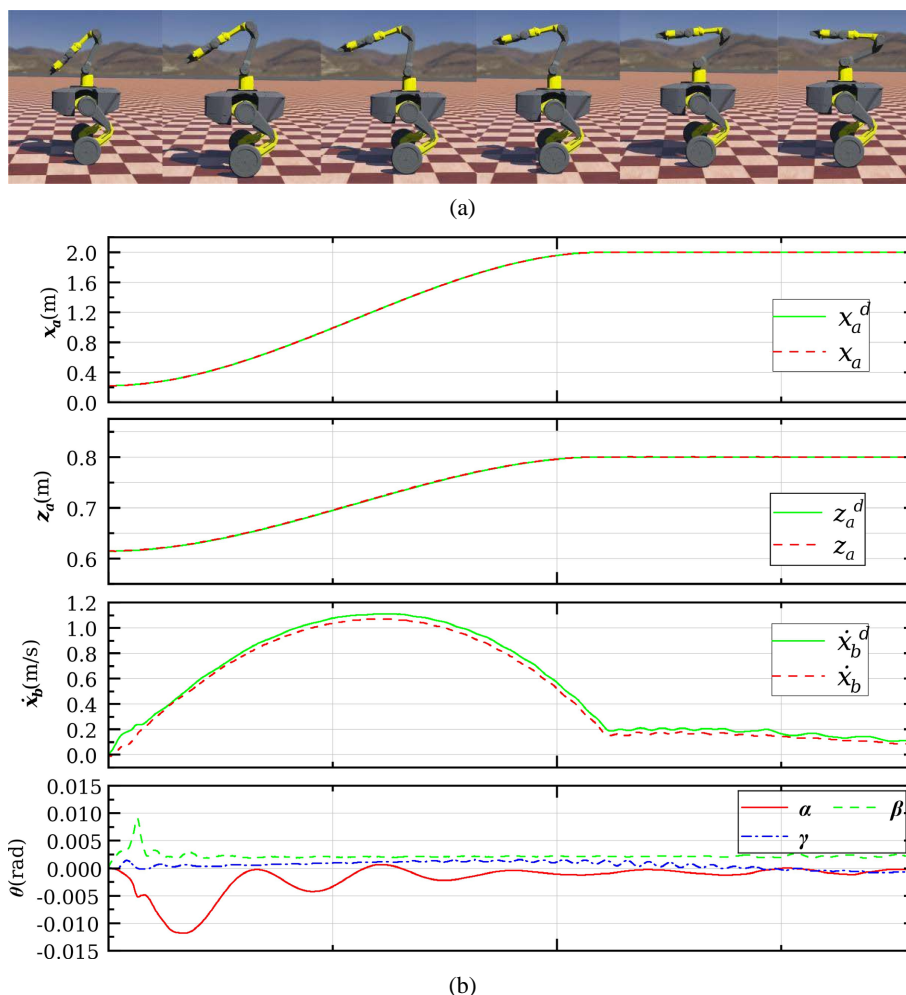 (a)
2.0
1.6
1.2
0.8
0.4
0.0
x_a(m)
x_a^d
x_a
0.8
0.7
0.6
z_a(m)
z_a^d
z_a
1.2
1.0
0.8
0.6
0.4
0.2
0.0
ẋ_b(m/s)
ẋ_b^d
ẋ_b
0.015
0.010
0.005
0.000
-0.005
-0.010
-0.015
θ(rad)
α β
γ
(b)